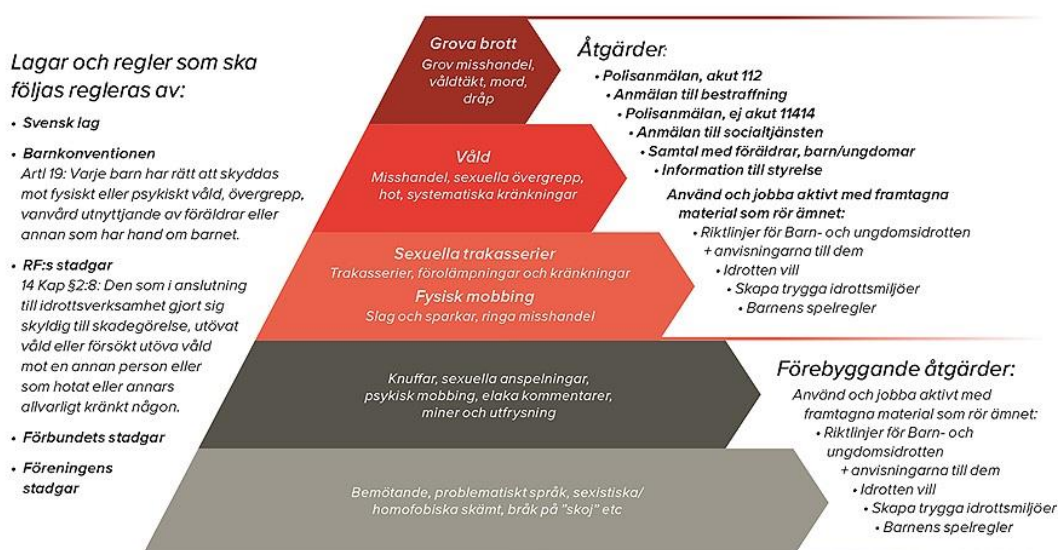 Lagar och regler som ska
följas regleras av:
• Svensk lag
• Barnkonventionen
Artl 19: Varje barn har rätt att skyddas
mot fysiskt eller psykiskt våld, övergrepp,
vanvård utnyttjande av föräldrar eller
annan som har hand om barnet.
• RF:s stadgar
14 Kap §2:8: Den som i anslutning
till idrottsverksamhet gjort sig
skyldig till skadegörelse, utövat
våld eller försökt utöva våld
mot en annan person eller
som hotat eller annars
allvarligt kränkt någon.
• Förbundets stadgar
• Föreningens
stadgar
Grova brott
Grov misshandel,
våldtäkt, mord,
dråp
Våld
Misshandel, sexuella övergrepp,
hot, systematiska kränkningar
Sexuella trakasserier
Trakasserier, förolämpningar och kränkningar
Fysisk mobbing
Slag och sparkar, ringa misshandel
Knuffar, sexuella anspelningar,
psykisk mobbing, elaka kommentarer,
miner och utfrysning
Bemötande, problematiskt språk, sexistiska/
homofobiska skämt, bråk på "skoj" etc
Åtgärder:
• Polisanmälan, akut 112
• Anmälan till bestraffning
• Polisanmälan, ej akut 11414
• Anmälan till socialtjänsten
• Samtal med föräldrar, barn/ungdomar
• Information till styrelse
Använd och jobba aktivt med framtagna
material som rör ämnet:
• Riktlinjer för Barn- och ungdomsidrotten
+ anvisningarna till dem
• Idrotten vill
• Skapa trygga idrottsmiljöer
• Barnens spelregler
Förebyggande åtgärder:
Använd och jobba aktivt med
framtagna material som rör ämnet:
• Riktlinjer för Barn- och
ungdomsidrotten
+ anvisningarna till dem
• Idrotten vill
• Skapa trygga idrottsmiljöer
• Barnens spelregler